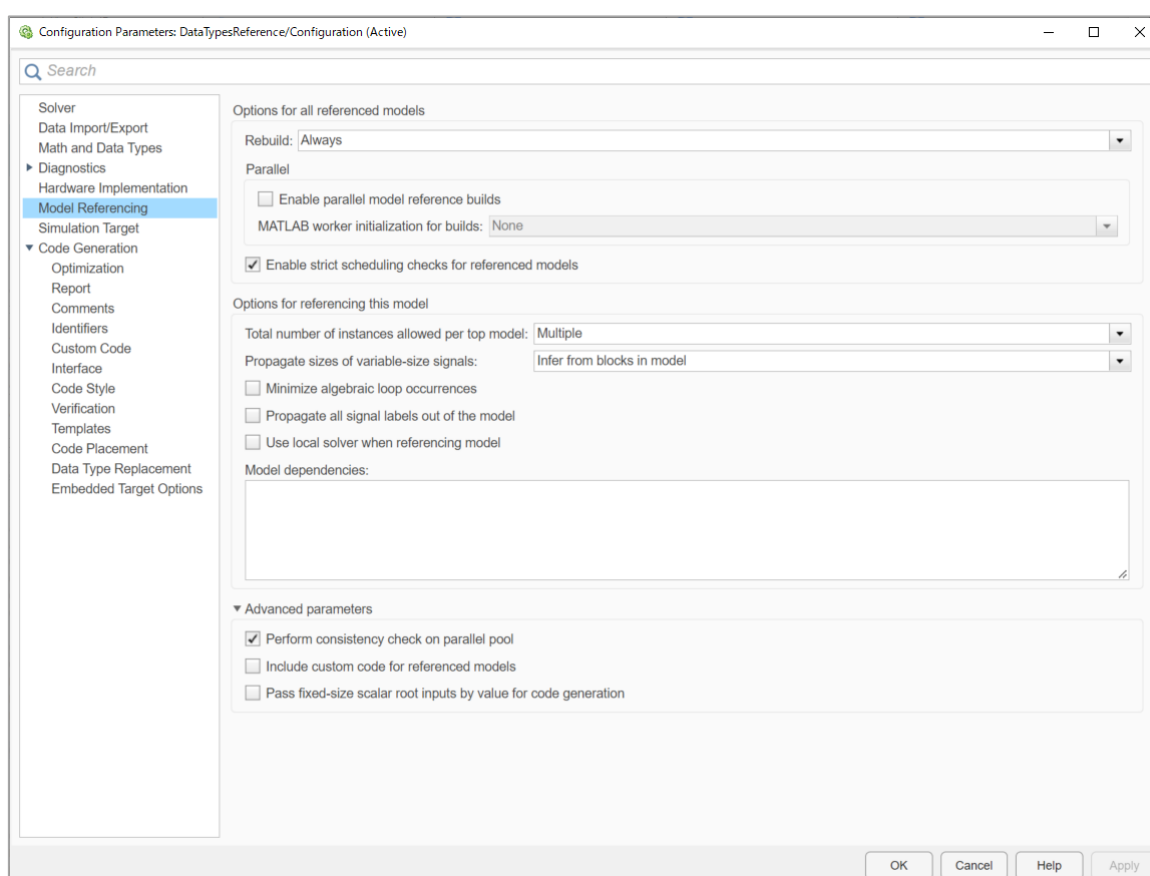 Configuration Parameters: DataTypesReference/Configuration (Active)
Search
Solver
Data Import/Export
Math and Data Types
Diagnostics
Hardware Implementation
Model Referencing
Simulation Target
Code Generation
Optimization
Report
Comments
Identifiers
Custom Code
Interface
Code Style
Verification
Templates
Code Placement
Data Type Replacement
Embedded Target Options
Options for all referenced models
Rebuild: Always
Parallel
Enable parallel model reference builds
MATLAB worker initialization for builds: None
Enable strict scheduling checks for referenced models
Options for referencing this model
Total number of instances allowed per top model: Multiple
Propagate sizes of variable-size signals: Infer from blocks in model
Minimize algebraic loop occurrences
Propagate all signal labels out of the model
Use local solver when referencing model
Model dependencies:
Advanced parameters
Perform consistency check on parallel pool
Include custom code for referenced models
Pass fixed-size scalar root inputs by value for code generation
OK Cancel Help Apply